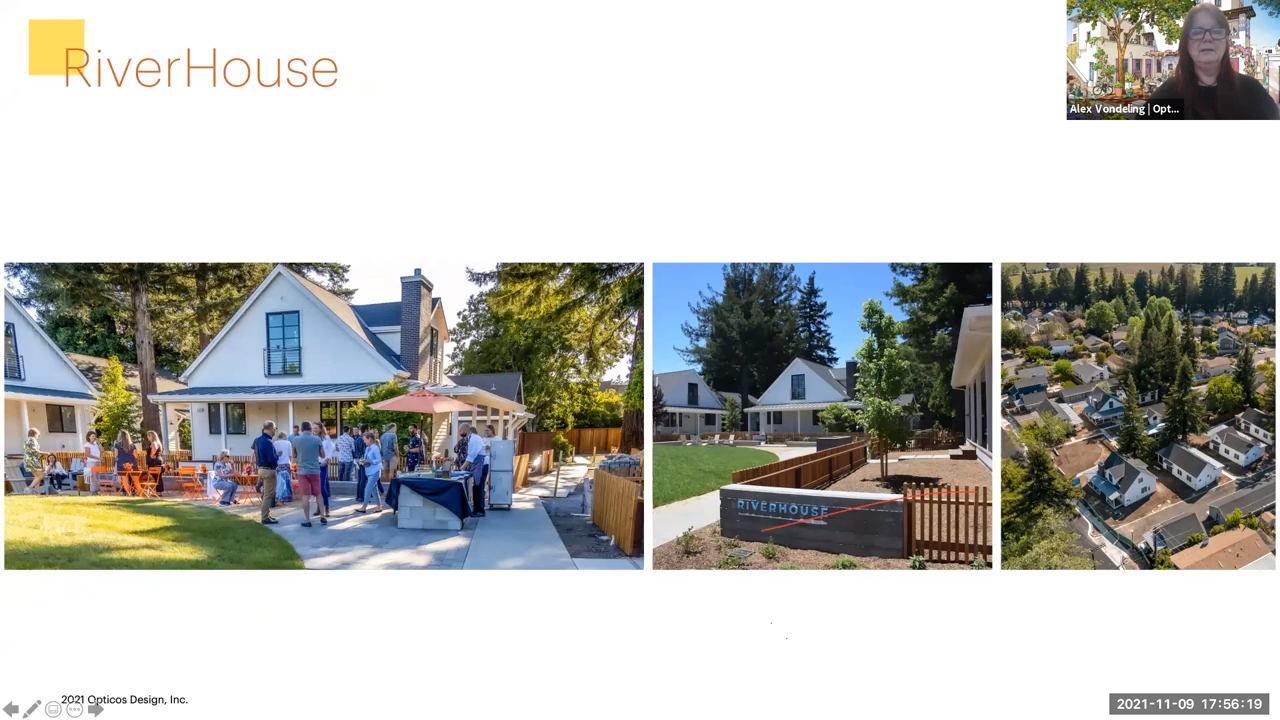 RiverHouse
Alex Vondeling | Opt...
RIVERHOUSE
2021 Opticos Design, Inc.
2021-11-09 17:56:19